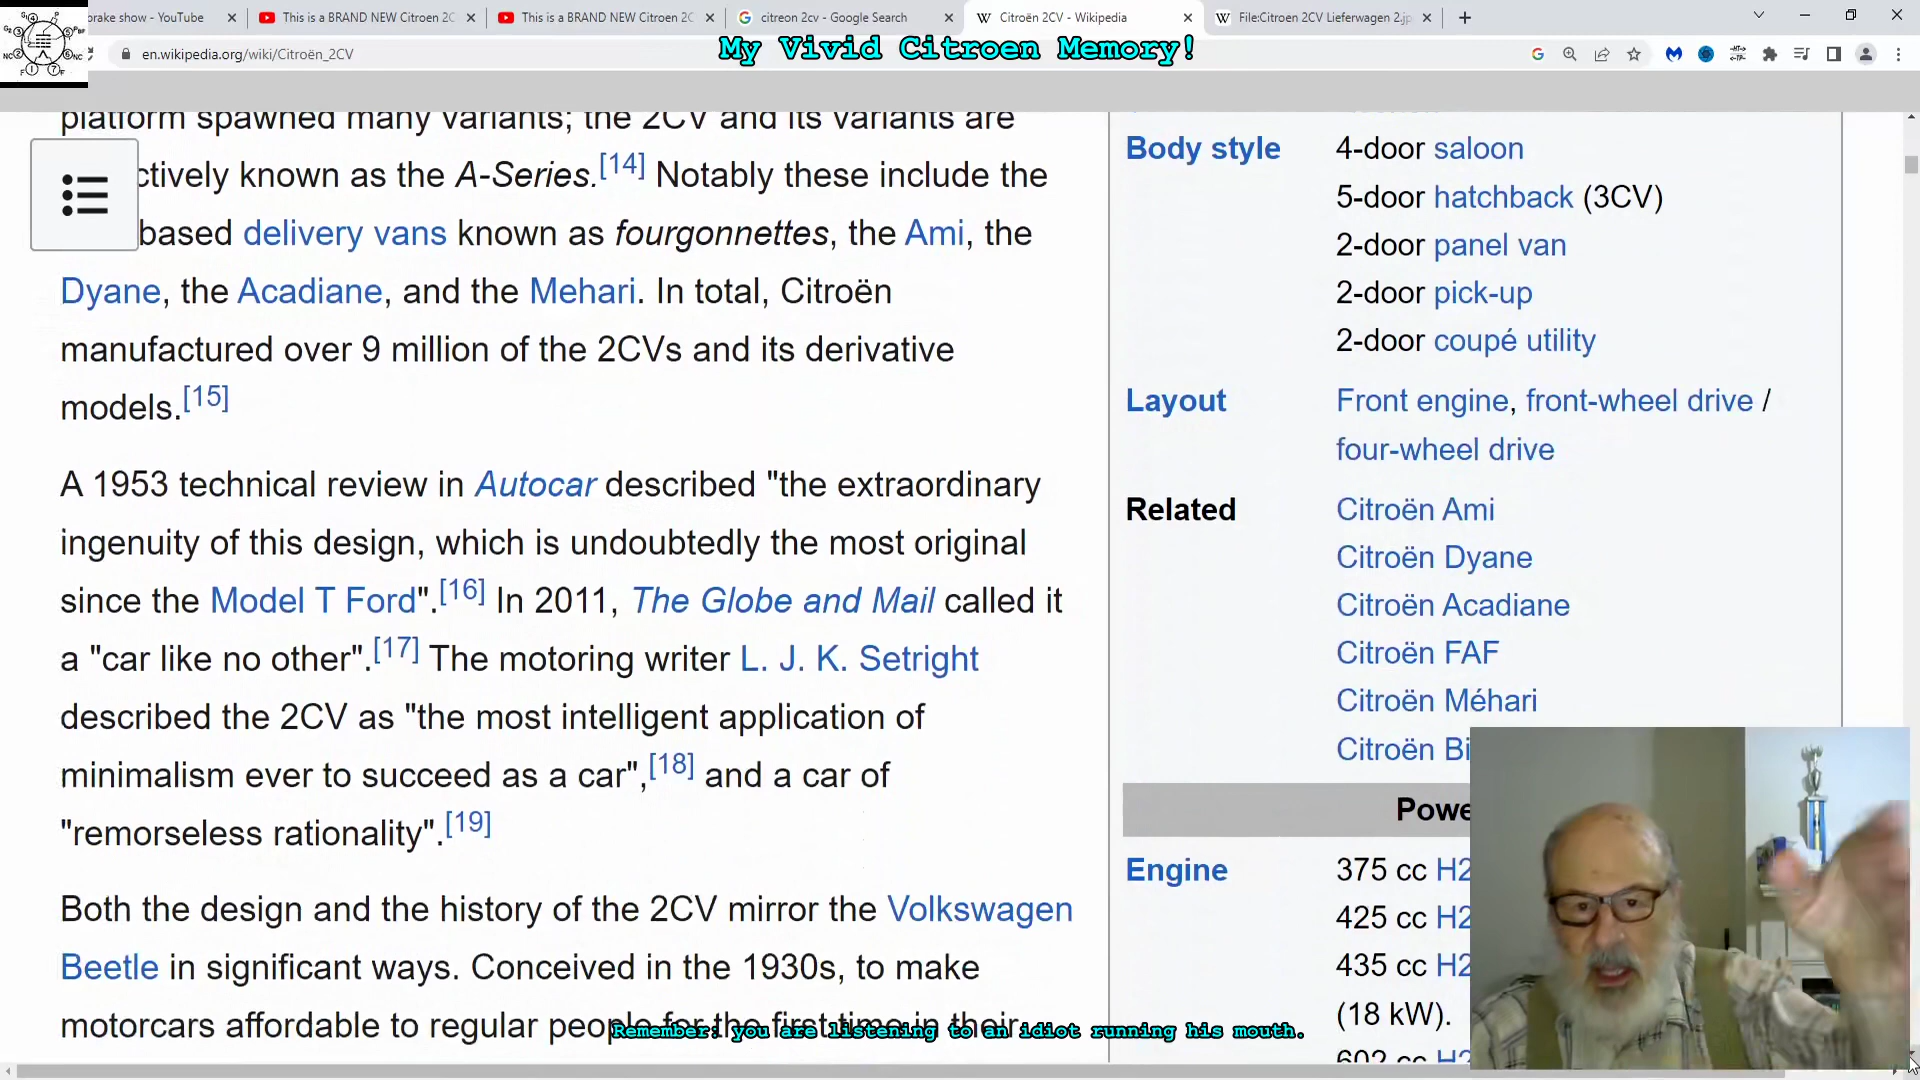 brake show - YouTube
This is a BRAND NEW Citroen 2C
This is a BRAND NEW Citroen 2C
citreon 2cv - Google Search
Citroën 2CV - Wikipedia
File:Citroen 2CV Lieferwagen 2.jp
en.wikipedia.org/wiki/Citroën_2CV
My Vivid Citroen Memory!
platform spawned many variants; the 2CV and its variants are
ctively known as the A-Series.[14] Notably these include the
based delivery vans known as fourgonnettes, the Ami, the
Dyane, the Acadiane, and the Mehari. In total, Citroën
manufactured over 9 million of the 2CVs and its derivative
models.[15]
A 1953 technical review in Autocar described "the extraordinary
ingenuity of this design, which is undoubtedly the most original
since the Model T Ford".[16] In 2011, The Globe and Mail called it
a "car like no other".[17] The motoring writer L. J. K. Setright
described the 2CV as "the most intelligent application of
minimalism ever to succeed as a car",[18] and a car of
"remorseless rationality".[19]
Both the design and the history of the 2CV mirror the Volkswagen
Beetle in significant ways. Conceived in the 1930s, to make
motorcars affordable to regular people for the first time in their
Body style
4-door saloon
5-door hatchback (3CV)
2-door panel van
2-door pick-up
2-door coupé utility
Layout
Front engine, front-wheel drive /
four-wheel drive
Related
Citroën Ami
Citroën Dyane
Citroën Acadiane
Citroën FAF
Citroën Méhari
Citroën Bi
Powe
Engine
375 cc H2
425 cc H2
435 cc H2
(18 kW).
602 cc H2
Remember: you are listening to an idiot running his mouth.